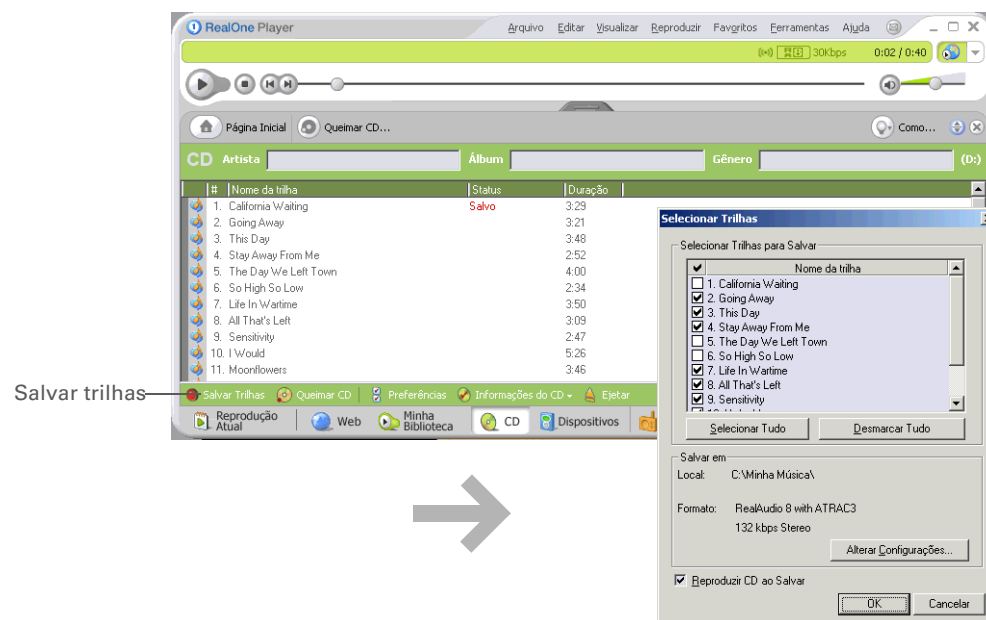 RealOne Player
Arquivo Editar Visualizar Reproduzir Favoritos Ferramentas Ajuda
30Kbps 0:02 / 0:40
Página Inicial Queimar CD... Como...
CD Artista Álbum Gênero (D:)
# Nome da trilha Status Duração
1. California Waiting Salvo 3:29
2. Going Away 3:21
3. This Day 3:48
4. Stay Away From Me 2:52
5. The Day We Left Town 4:00
6. So High So Low 2:34
7. Life In Wartime 3:50
8. All That's Left 3:09
9. Sensitivity 2:47
10. I Would 5:26
11. Moonflowers 3:46
Salvar trilhas
Salvar Trilhas Queimar CD Preferências Informações do CD Ejetar
Reprodução Atual Web Minha Biblioteca CD Dispositivos
Selecionar Trilhas
Selecionar Trilhas para Salvar
Nome da trilha
1. California Waiting
2. Going Away
3. This Day
4. Stay Away From Me
5. The Day We Left Town
6. So High So Low
7. Life In Wartime
8. All That's Left
9. Sensitivity
Selecionar Tudo Desmarcar Tudo
Salvar em
Local: C:\Minha Música\
Formato: RealAudio 8 with ATRAC3
132 kbps Stereo
Alterar Configurações...
Reproduzir CD ao Salvar
OK Cancelar